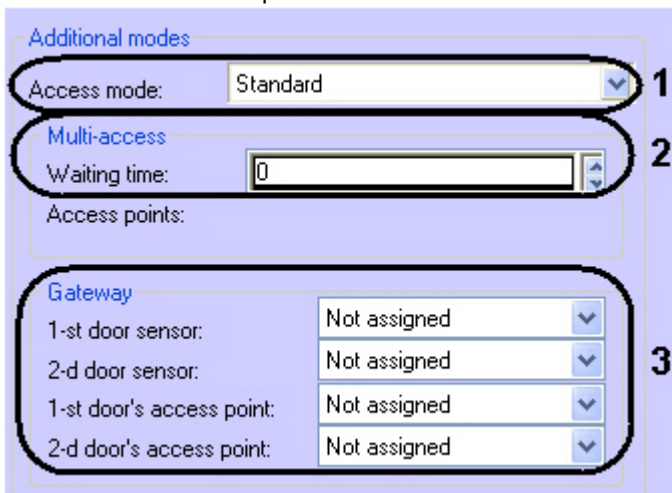 Additional modes
Access mode: Standard 1
Multi-access 2
Waiting time: 0
Access points:
Gateway
1-st door sensor: Not assigned
2-d door sensor: Not assigned 3
1-st door's access point: Not assigned
2-d door's access point: Not assigned